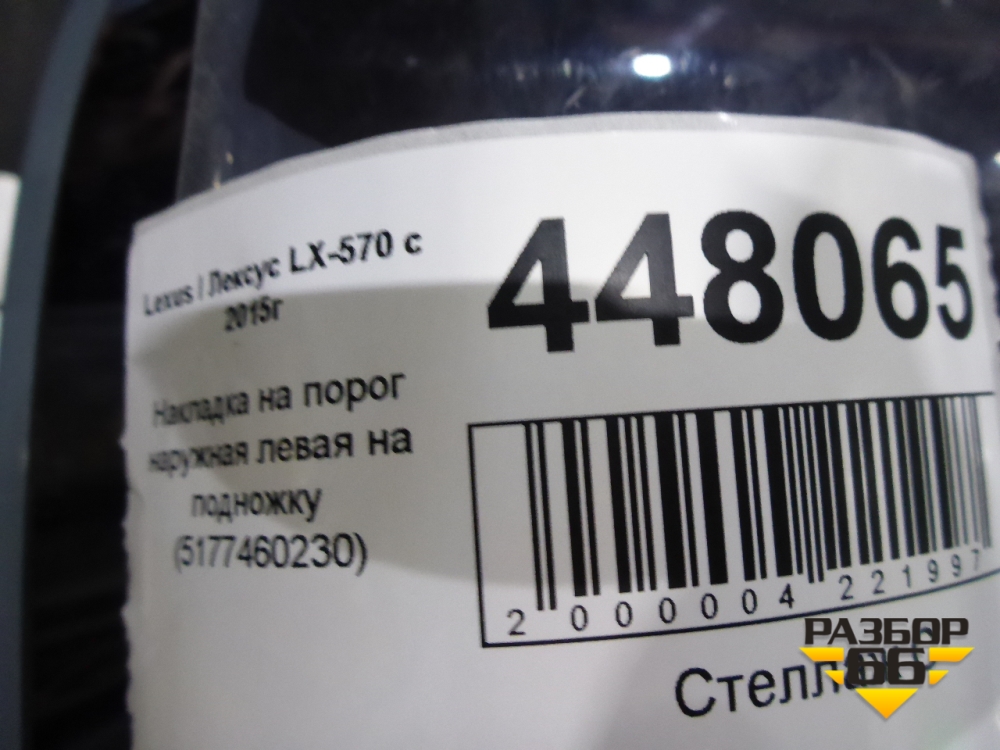 Lexus | Лексус LX-570 с
2015г
448065
Накладка на порог
наружная левая на
подножку
(5177460230)
2 000004 221997
РАЗБОР
66